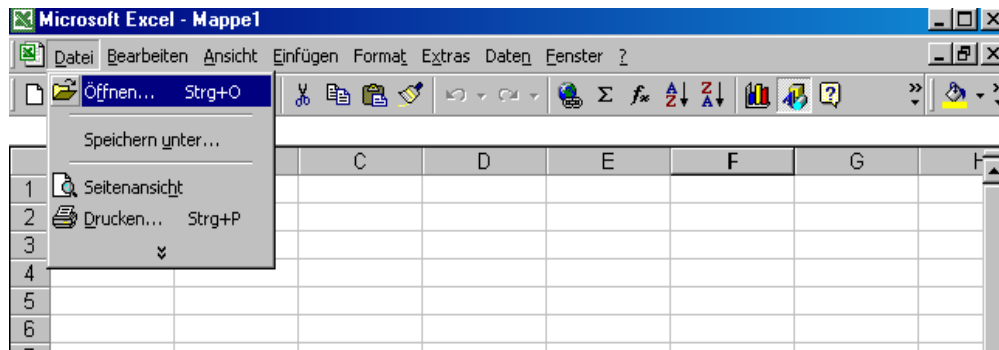 Microsoft Excel - Mappe1
Datei Bearbeiten Ansicht Einfügen Format Extras Daten Fenster ?
Öffnen... Strg+O
Speichern unter...
Seitenansicht
Drucken... Strg+P
C D E F G H
1
2
3
4
5
6